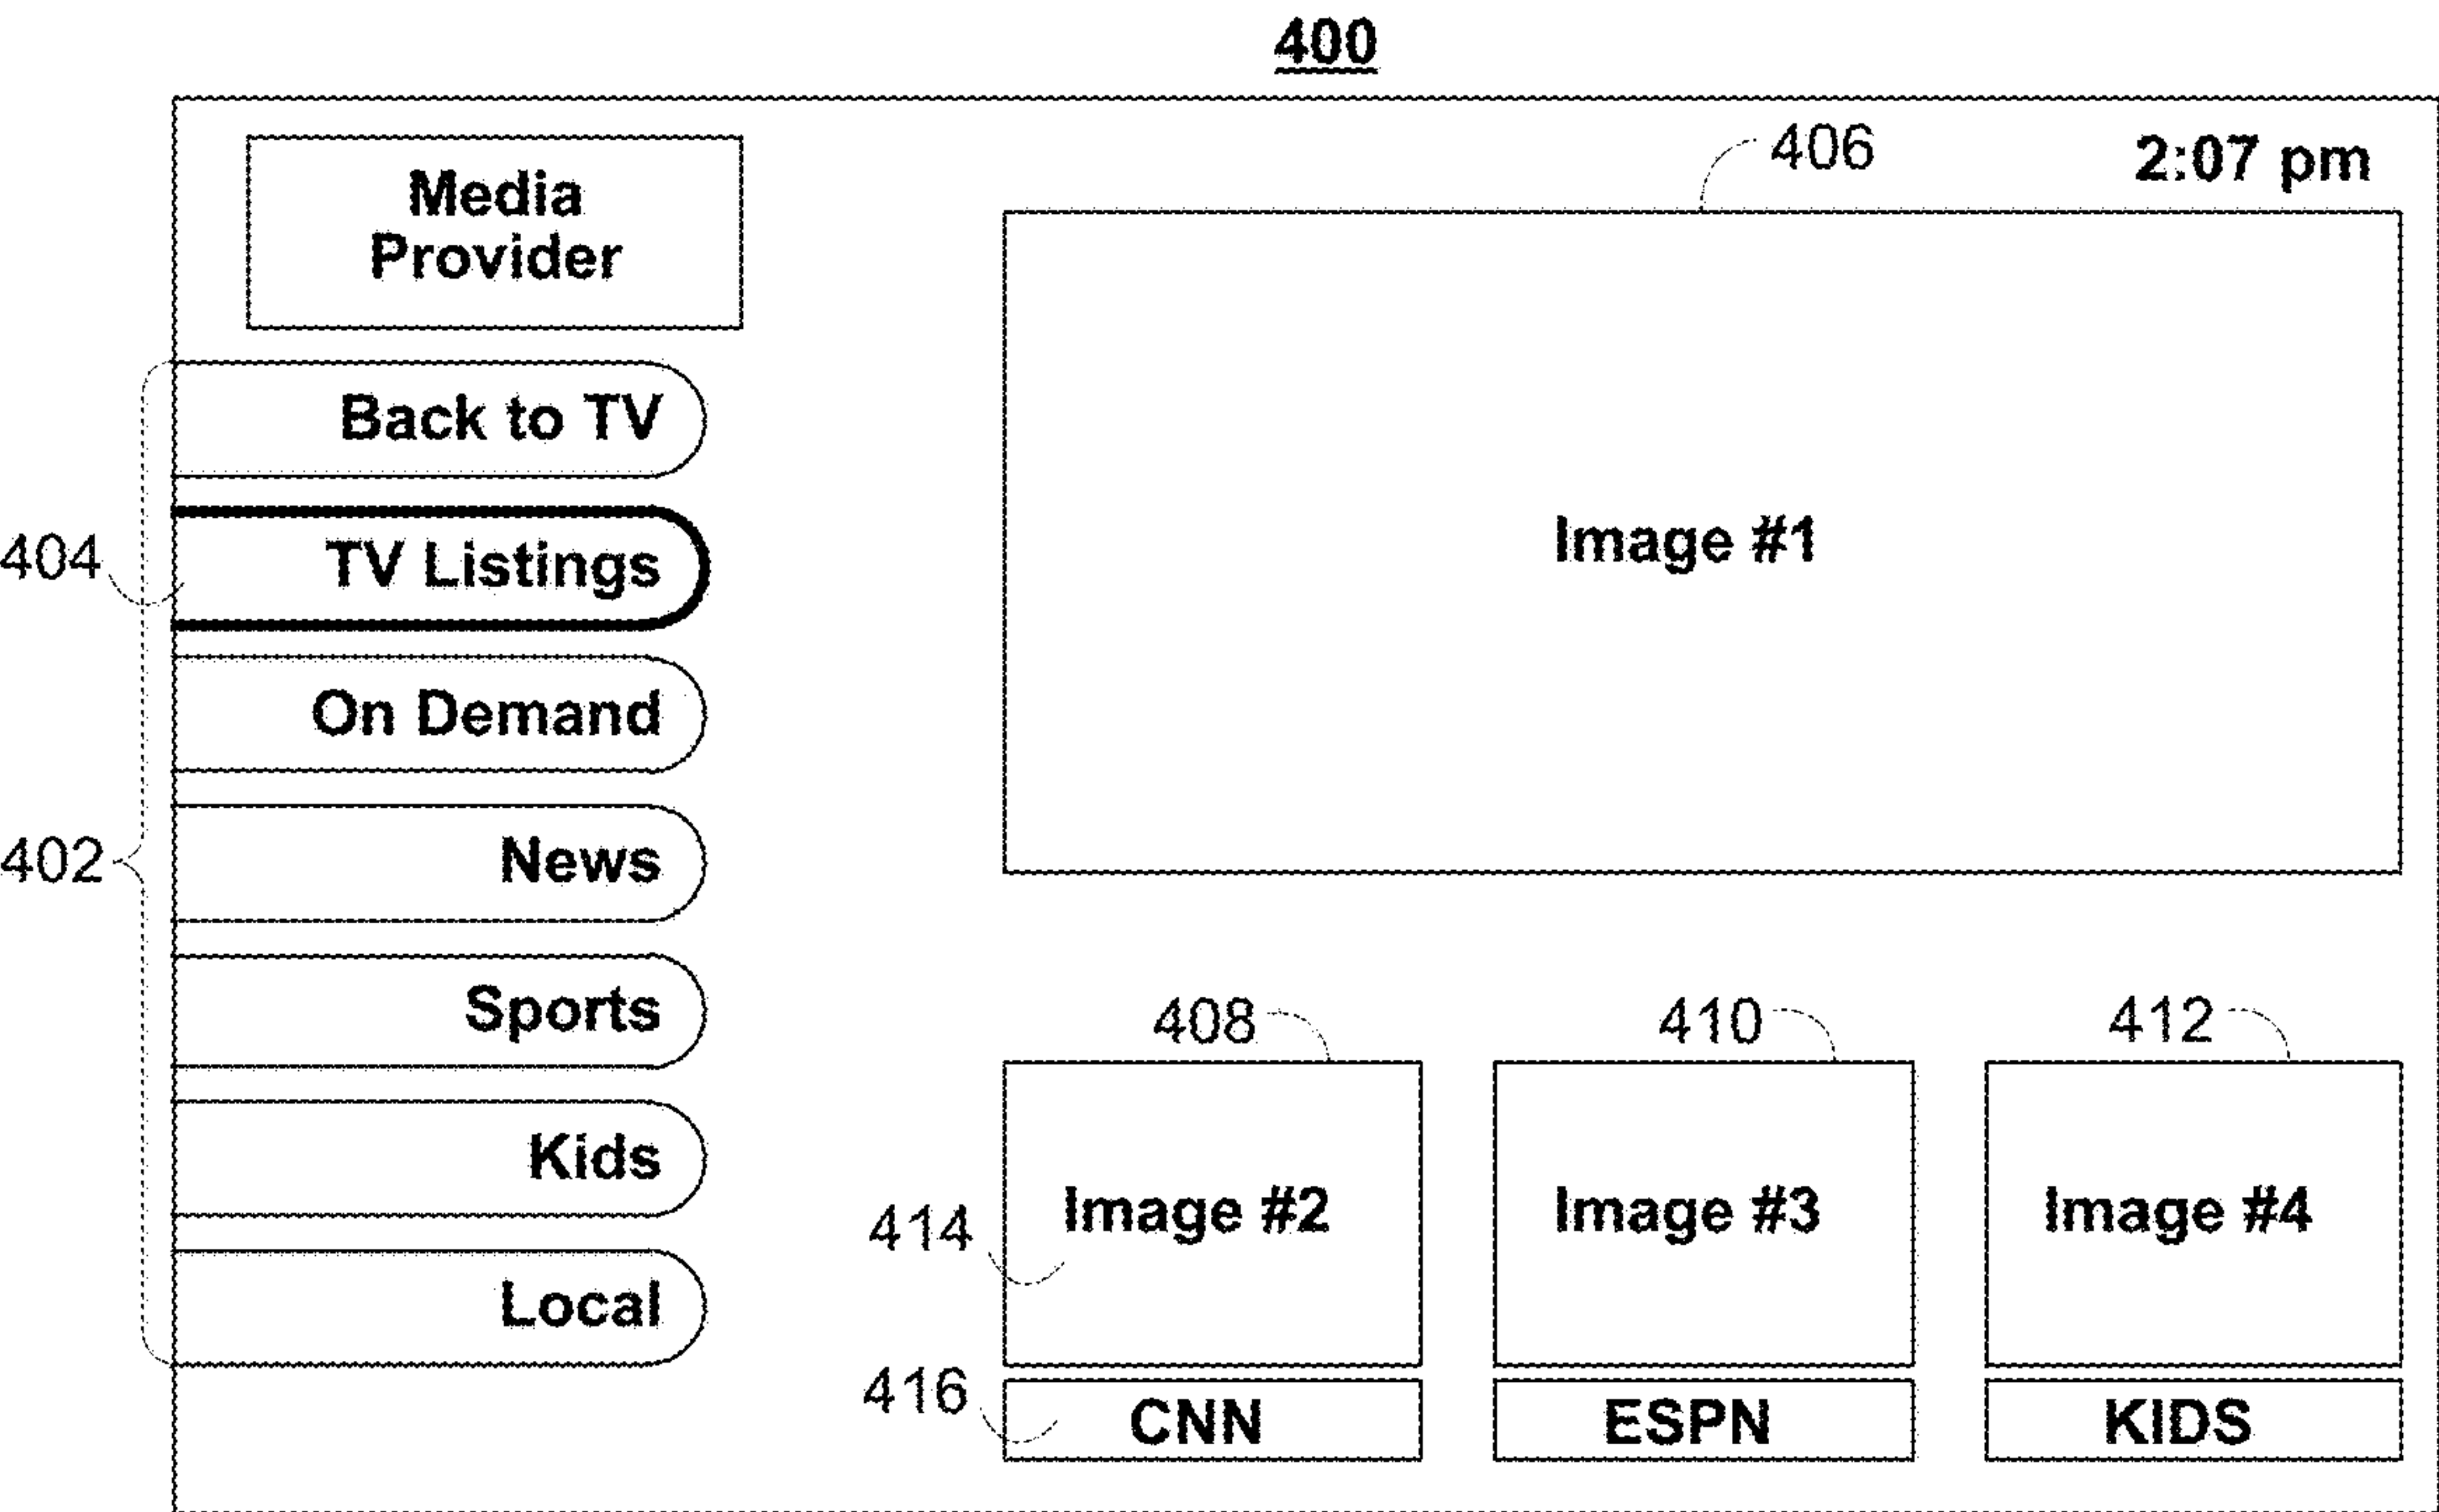 400
406
2:07 pm
Media
Provider
Back to TV
404
TV Listings
Image #1
On Demand
402
News
Sports
408
410
412
Kids
414
Image #2
Image #3
Image #4
Local
416
CNN
ESPN
KIDS